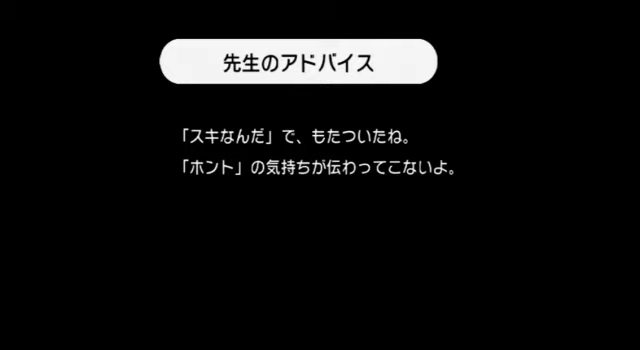 先生のアドバイス
「スキなんだ」で、もたついたね。
「ホント」の気持ちが伝わってこないよ。